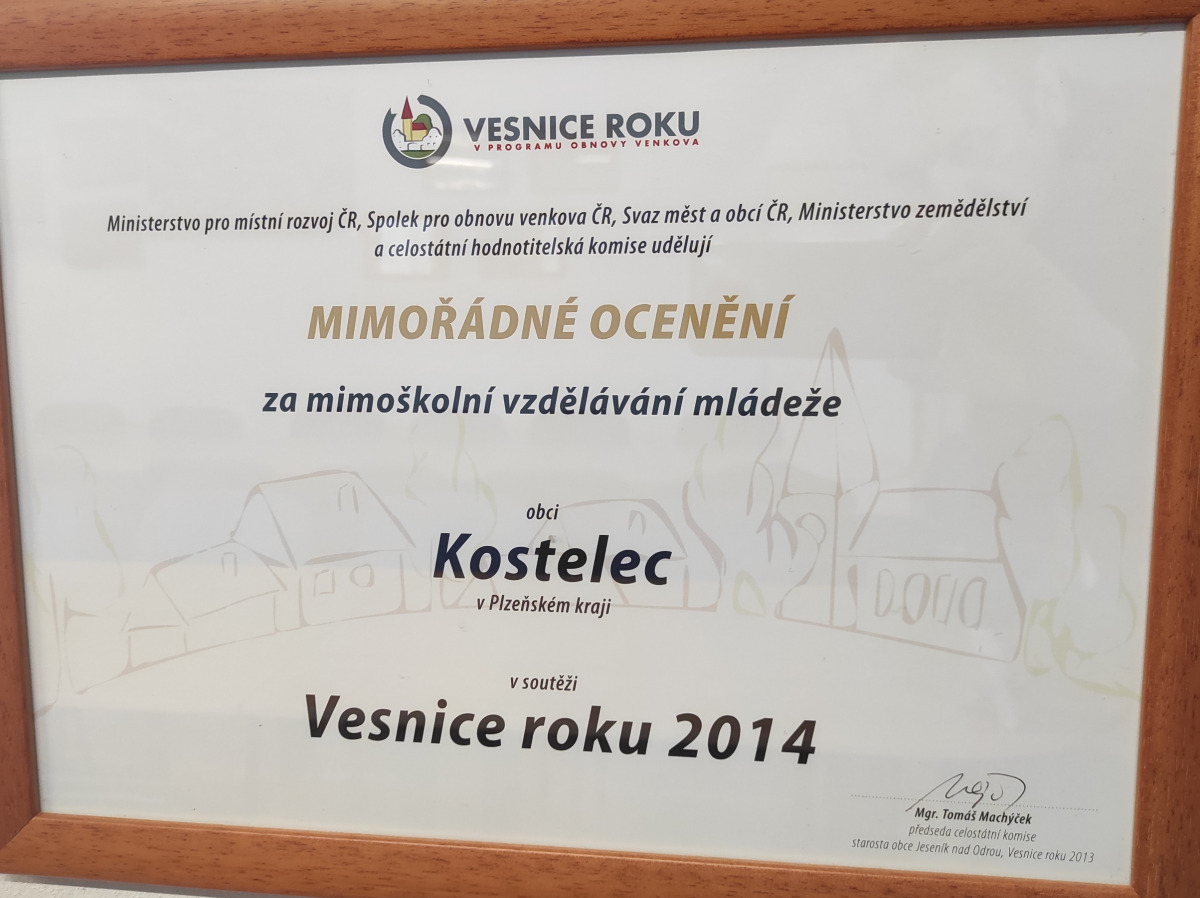 VESNICE ROKU
V PROGRAMU OBNOVY VENKOVA
Ministerstvo pro místní rozvoj ČR, Spolek pro obnovu venkova ČR, Svaz měst a obcí ČR, Ministerstvo zemědělství
a celostátní hodnotitelská komise udělují
MIMOŘÁDNÉ OCENĚNÍ
za mimoškolní vzdělávání mládeže
obci
Kostelec
v Plzeňském kraji
v soutěži
Vesnice roku 2014
Mgr. Tomáš Machýček
předseda celostátní komise
starosta obce Jeseník nad Odrou, Vesnice roku 2013